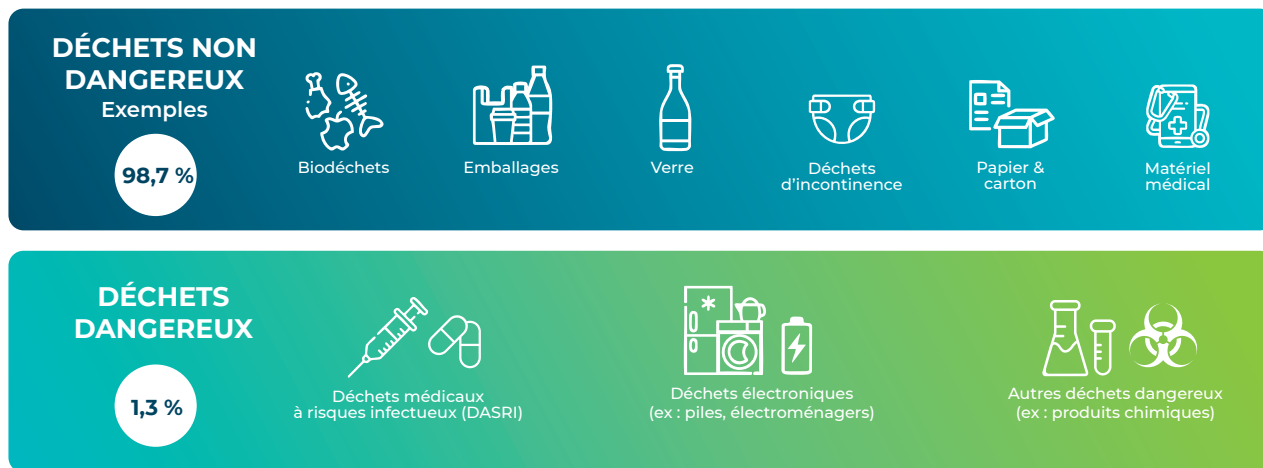 DÉCHETS NON
DANGEREUX
Exemples
98,7 %
Biodéchets
Emballages
Verre
Déchets
d'incontinence
Papier &
carton
Matériel
médical
DÉCHETS
DANGEREUX
1,3 %
Déchets médicaux
à risques infectueux (DASRI)
Déchets électroniques
(ex : piles, électroménagers)
Autres déchets dangereux
(ex : produits chimiques)